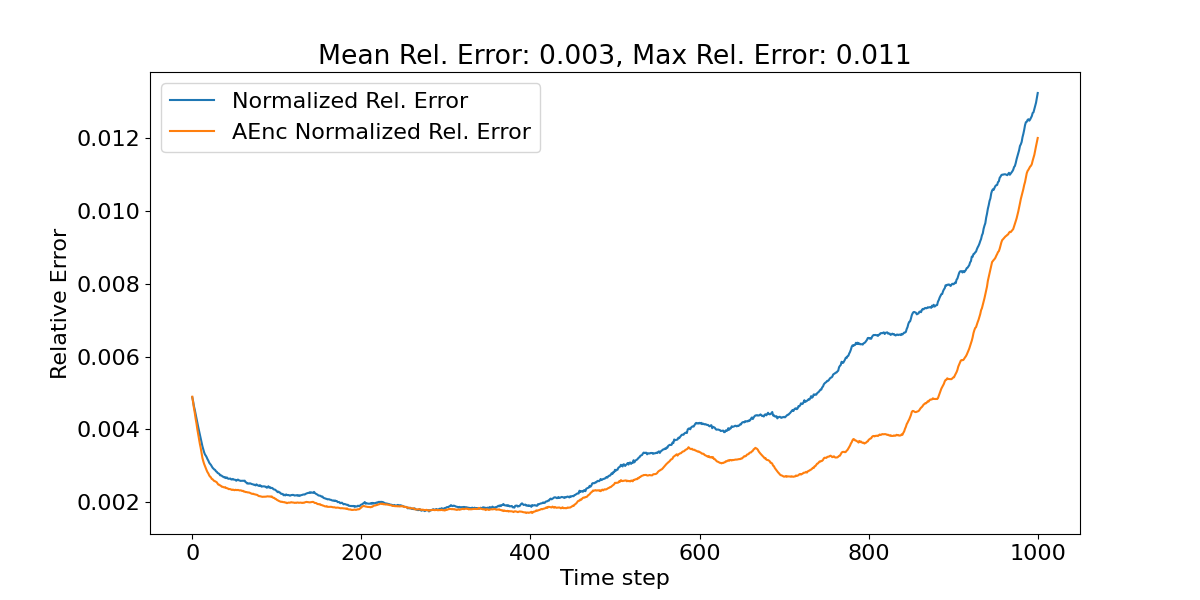 Mean Rel. Error: 0.003, Max Rel. Error: 0.011
Normalized Rel. Error
AEnc Normalized Rel. Error
0.012
0.010
0.008
0.006
0.004
0.002
Relative Error
0 200 400 600 800 1000
Time step